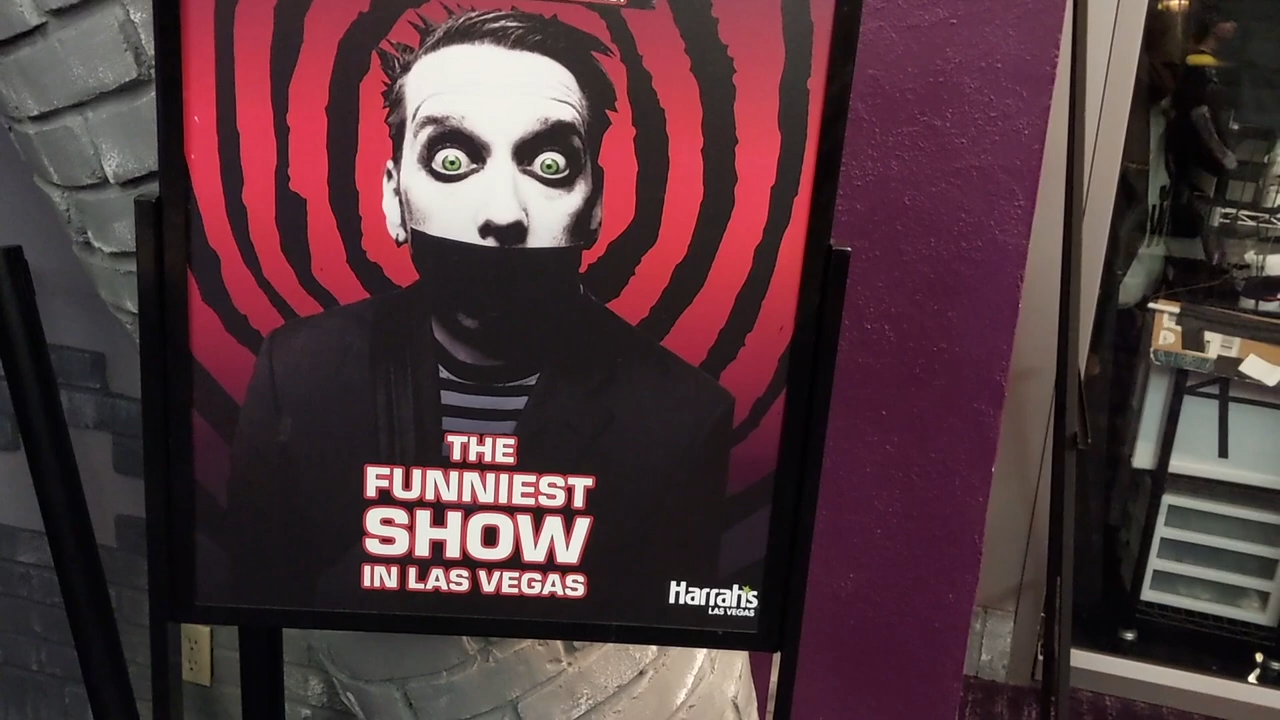 THE
FUNNIEST
SHOW
IN LAS VEGAS
Harrah's
LAS VEGAS